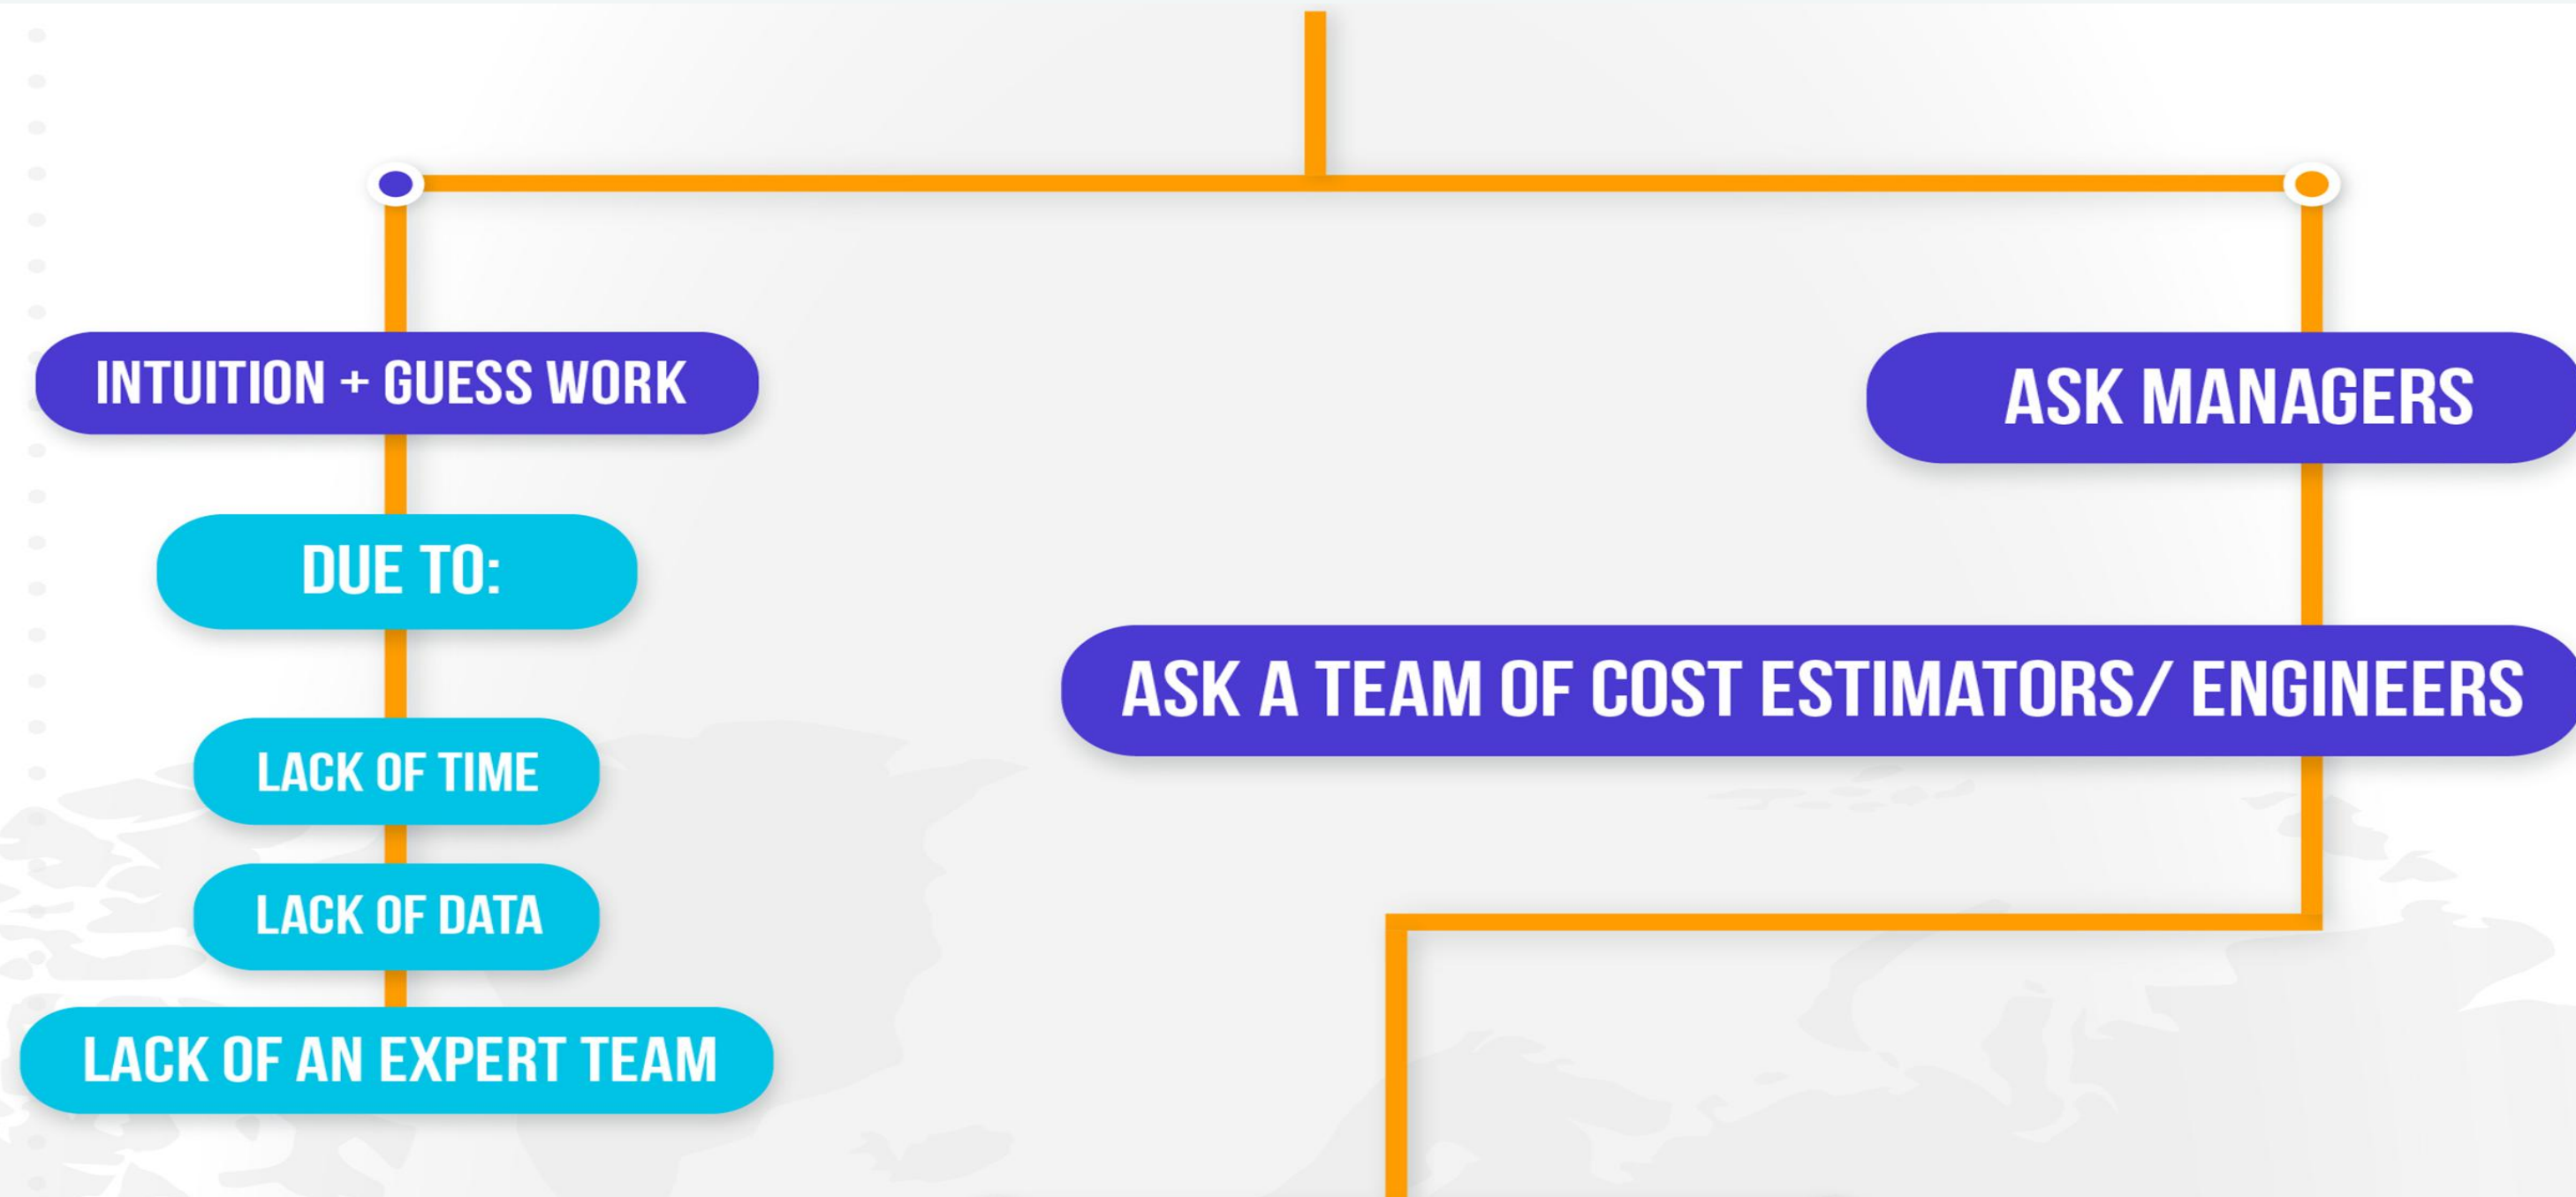 INTUITION + GUESS WORK
DUE TO:
LACK OF TIME
LACK OF DATA
LACK OF AN EXPERT TEAM
ASK MANAGERS
ASK A TEAM OF COST ESTIMATORS/ ENGINEERS